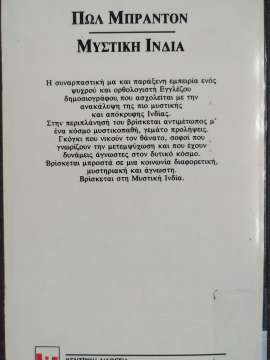 ΠΩΛ ΜΠΡΑΝΤΟΝ
ΜΥΣΤΙΚΗ ΙΝΔΙΑ
Η συναρπαστική μα και παράξενη εμπειρία ενός
ψυχρού και ορθολογιστή Εγγλέζου
δημοσιογράφου, που ασχολείται με την
ανακάλυψη της πιο μυστικής
και απόκρυφης Ινδίας.
Στην περιπλάνησή του βρίσκεται αντιμέτωπος μ'
ένα κόσμο μυστικοπαθή, γεμάτο προλήψεις.
Γκόγκι που νικούν τον θάνατο, σοφοί που
γνωρίζουν την μετεμψύχωση και που έχουν
δυνάμεις άγνωστες στον δυτικό κόσμο.
Βρίσκεται μπροστά σε μια κοινωνία διαφορετική,
μυστηριακή και άγνωστη.
Βρίσκεται στη Μυστική Ινδία.